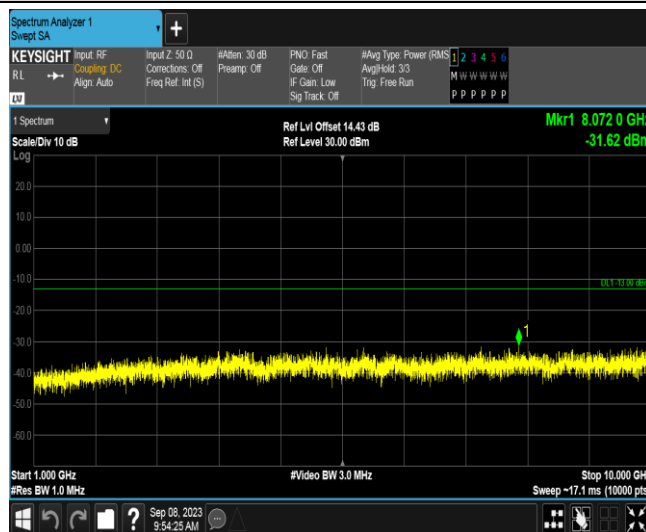 Spectrum Analyzer 1
Swept SA
+
KEYSIGHT Input: RF Input Z: 50 Ω #Atten: 30 dB PNO: Fast #Avg Type: Power (RMS 1 2 3 4 5 6
RL Coupling: DC Corrections: Off Preamp: Off Gate: Off Avg|Hold: 3/3 M W W W W W
Align: Auto Freq Ref: Int (S) IF Gain: Low Trig: Free Run
LXI Sig Track: Off P P P P P P
1 Spectrum Ref Lvl Offset 14.43 dB Mkr1 8.072 0 GHz
Scale/Div 10 dB Ref Level 30.00 dBm -31.62 dBm
Log
20.0
10.0
0.00
-10.0
DL1 -13.00 dBm
-20.0
1
-30.0
-40.0
-50.0
-60.0
Start 1.000 GHz #Video BW 3.0 MHz Stop 10.000 GHz
#Res BW 1.0 MHz Sweep ~17.1 ms (10000 pts
? Sep 08, 2023
9:54:25 AM